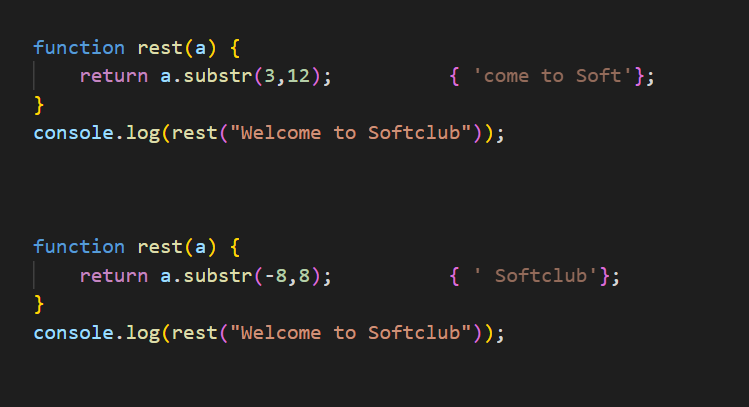 function rest(a) {
    return a.substr(3,12);          { 'come to Soft'};
}
console.log(rest("Welcome to Softclub"));
function rest(a) {
    return a.substr(-8,8);          { ' Softclub'};
}
console.log(rest("Welcome to Softclub"));